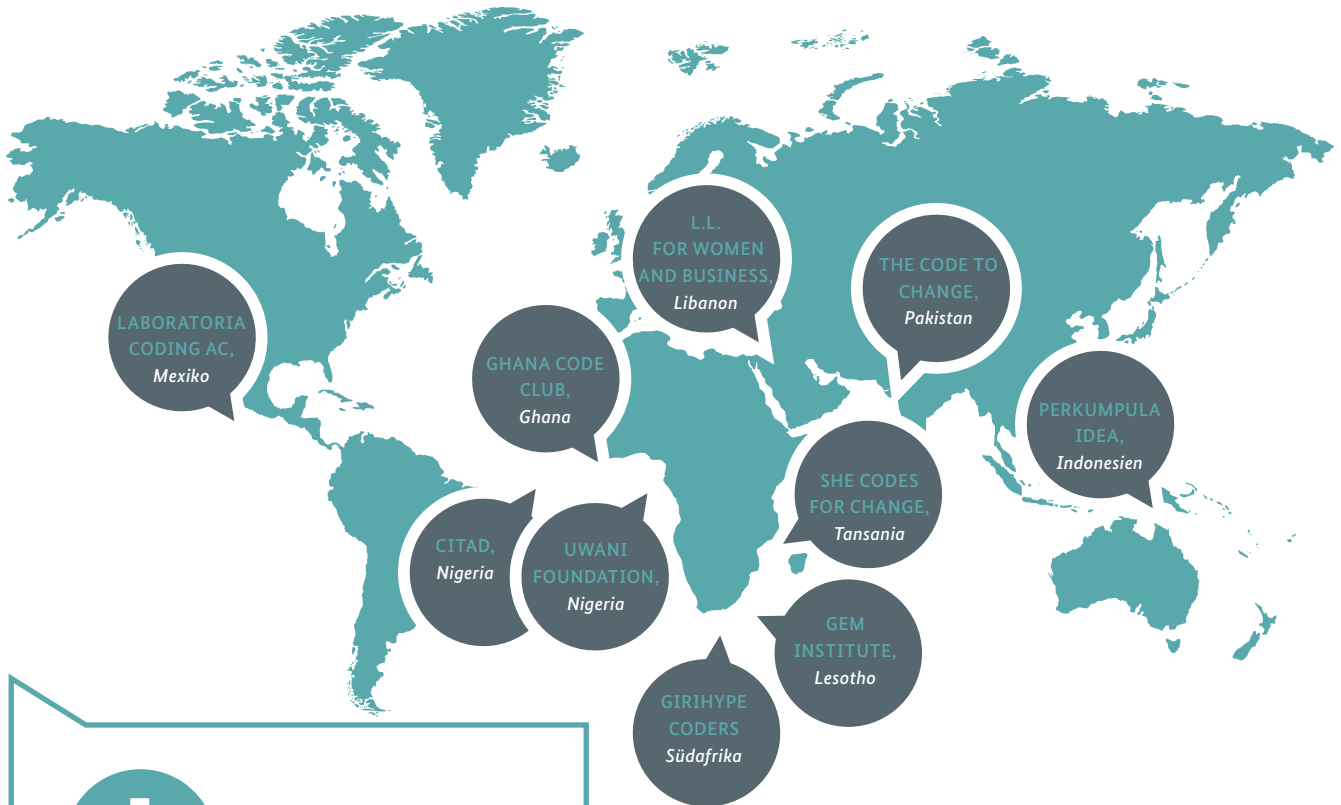 L.L.
FOR WOMEN
AND BUSINESS,
Libanon
THE CODE TO
CHANGE,
Pakistan
LABORATORIA
CODING AC,
Mexiko
GHANA CODE
CLUB,
Ghana
PERKUMPULA
IDEA,
Indonesien
SHE CODES
FOR CHANGE,
Tansania
CITAD,
Nigeria
UWANI
FOUNDATION,
Nigeria
GEM
INSTITUTE,
Lesotho
GIRIHYPE
CODERS
Südafrika